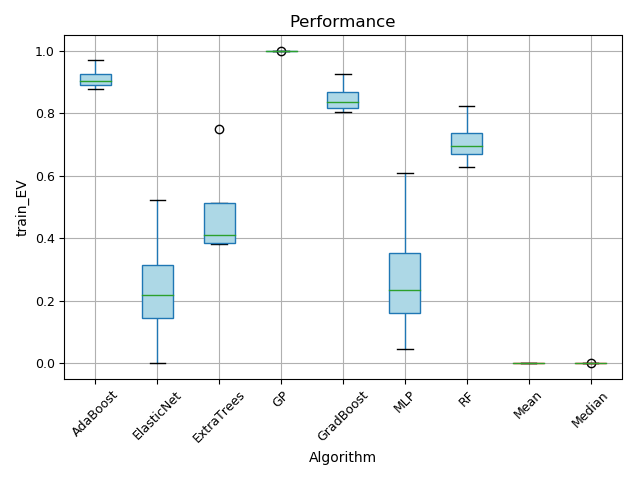 Performance
1.0
0.8
0.6
0.4
0.2
0.0
train_EV
AdaBoost
ElasticNet
ExtraTrees
GP
GradBoost
MLP
RF
Mean
Median
Algorithm